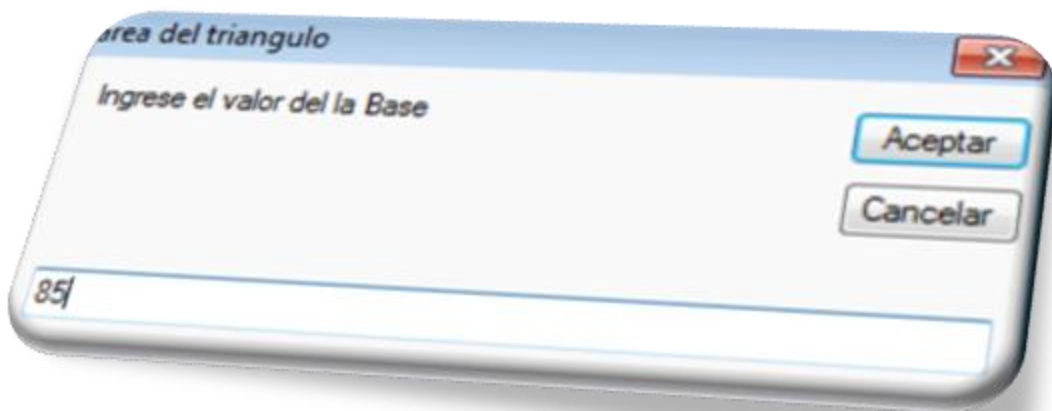 area del triangulo
Ingrese el valor del la Base
Aceptar
Cancelar
85